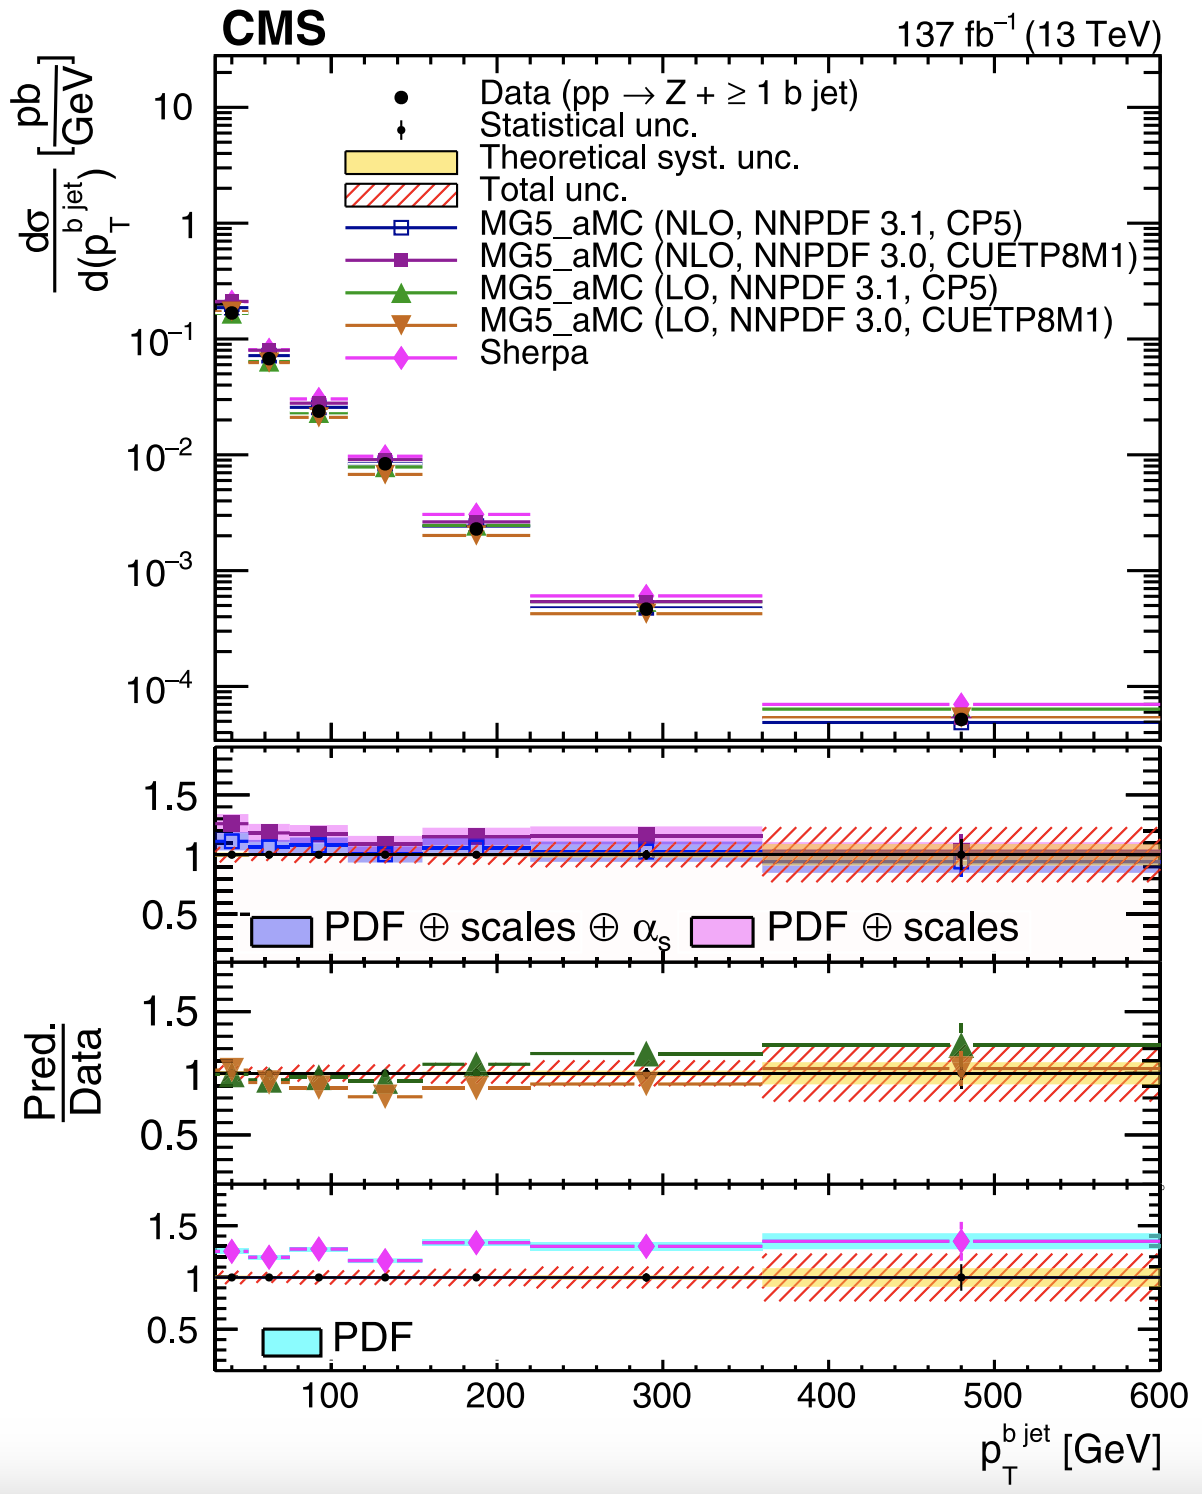 CMS
137 fb⁻¹ (13 TeV)
dσ/d(p_T^{b jet}) [pb/GeV]
Data (pp → Z + ≥ 1 b jet)
Statistical unc.
Theoretical syst. unc.
Total unc.
MG5_aMC (NLO, NNPDF 3.1, CP5)
MG5_aMC (NLO, NNPDF 3.0, CUETP8M1)
MG5_aMC (LO, NNPDF 3.1, CP5)
MG5_aMC (LO, NNPDF 3.0, CUETP8M1)
Sherpa
10
1
10⁻¹
10⁻²
10⁻³
10⁻⁴
1.5
1
0.5
PDF ⊕ scales ⊕ α_s
PDF ⊕ scales
Pred./Data
1.5
1
0.5
1.5
1
0.5
PDF
100 200 300 400 500 600
p_T^{b jet} [GeV]